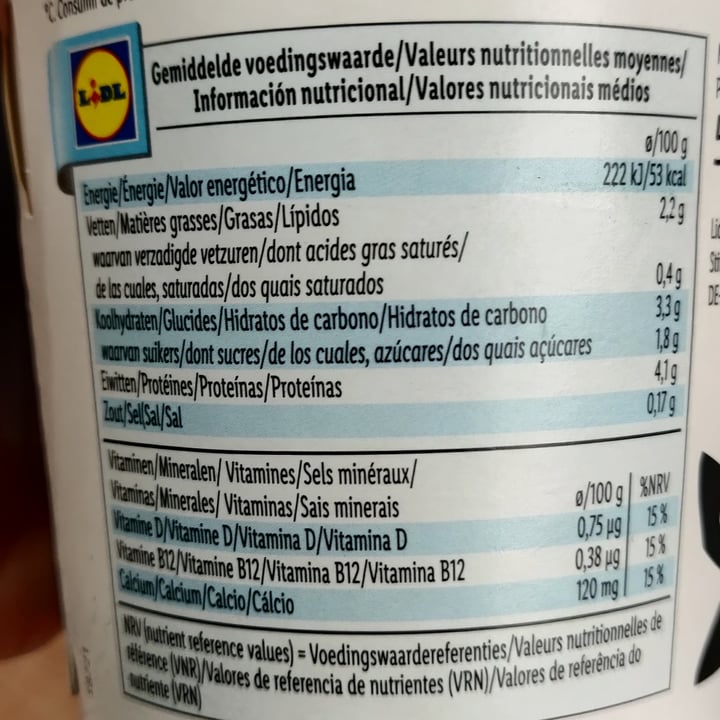 °C. Consumir de
LIDL
Gemiddelde voedingswaarde/Valeurs nutritionnelles moyennes/
Información nutricional/Valores nutricionais médios
ø/100 g
Energie/Énergie/Valor energético/Energia 222 kJ/53 kcal
Vetten/Matières grasses/Grasas/Lípidos 2,2 g
waarvan verzadigde vetzuren/dont acides gras saturés/
de las cuales, saturadas/dos quais saturados 0,4 g
Koolhydraten/Glucides/Hidratos de carbono/Hidratos de carbono 3,3 g
waarvan suikers/dont sucres/de los cuales, azúcares/dos quais açúcares 1,8 g
Eiwitten/Protéines/Proteínas/Proteínas 4,1 g
Zout/Sel/Sal/Sal 0,17 g
Vitaminen/Mineralen/ Vitamines/Sels minéraux/
Vitaminas/Minerales/ Vitaminas/Sais minerais ø/100 g %NRV
Vitamine D/Vitamine D/Vitamina D/Vitamina D 0,75 µg 15 %
Vitamine B12/Vitamine B12/Vitamina B12/Vitamina B12 0,38 µg 15 %
Calcium/Calcium/Calcio/Cálcio 120 mg 15 %
NRV (nutrient reference values) = Voedingswaardereferenties/Valeurs nutritionnelles de
référence (VNR)/Valores de referencia de nutrientes (VRN)/Valores de referência do
nutriente (VRN)